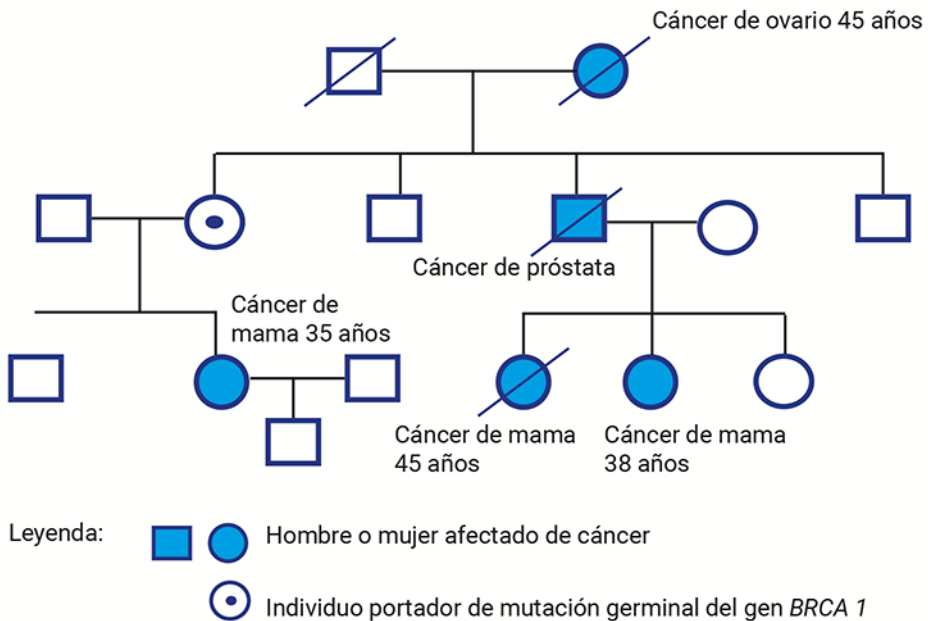 Cáncer de ovario 45 años
Cáncer de próstata
Cáncer de
mama 35 años
Cáncer de mama
45 años
Cáncer de mama
38 años
Leyenda:
Hombre o mujer afectado de cáncer
Individuo portador de mutación germinal del gen BRCA 1